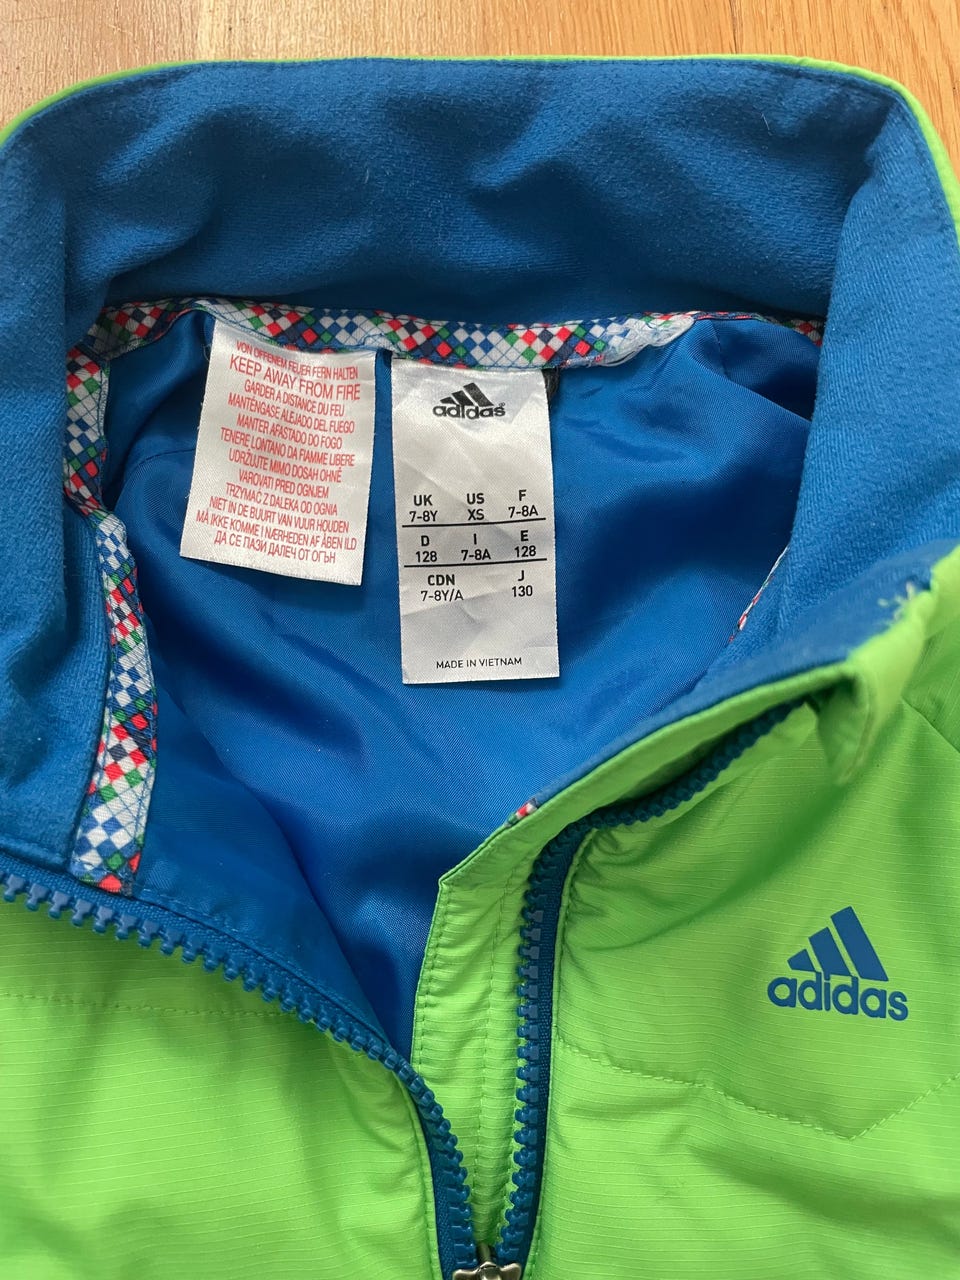 VON OFFENEM FEUER FERN HALTEN
KEEP AWAY FROM FIRE
GARDER A DISTANCE DU FEU
MANTÉNGASE ALEJADO DEL FUEGO
MANTER AFASTADO DO FOGO
TENERE LONTANO DA FIAMME LIBERE
UDRŽUJTE MIMO DOSAH OHNĚ
VAROVATI PRED OGNJEM
TRZYMAĆ Z DALEKA OD OGNIA
NIET IN DE BUURT VAN VUUR HOUDEN
MÅ IKKE KOMME I NÆRHEDEN AF ÅBEN ILD
ДА СЕ ПАЗИ ДАЛЕЧ ОТ ОГЪН
adidas®
UK US F
7-8Y XS 7-8A
D I E
128 7-8A 128
CDN J
7-8Y/A 130
MADE IN VIETNAM
adidas